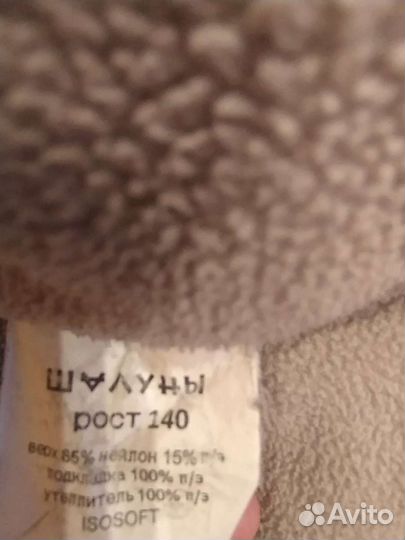 ШАЛУНЫ
рост 140
верх 85% нейлон 15% п/э
подкладка 100% п/э
утеплитель 100% п/э
ISOSOFT
Avito